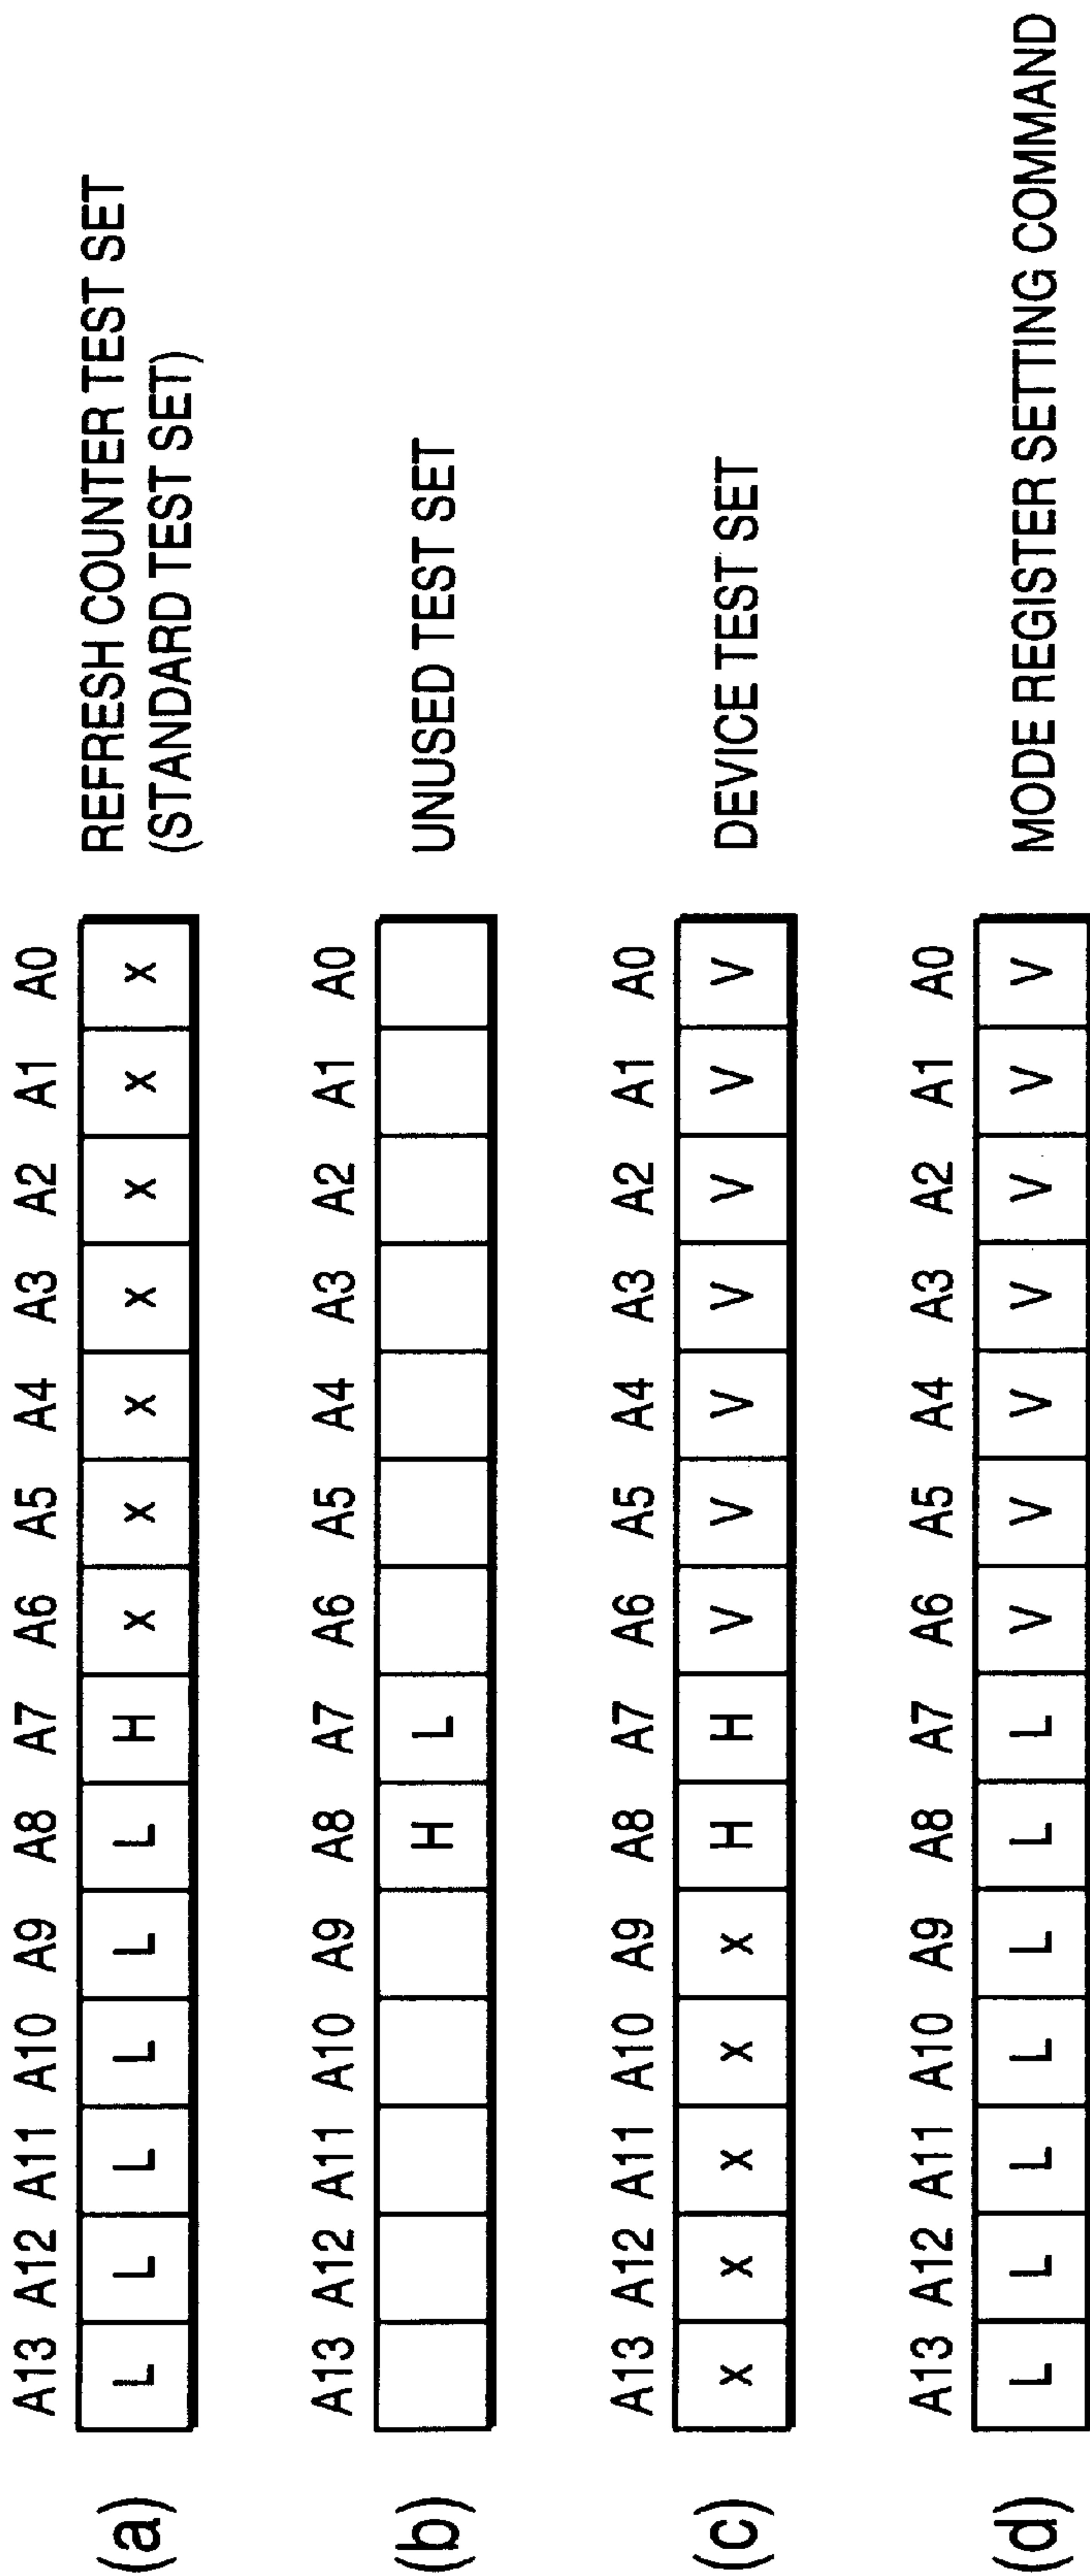 A13 A12 A11 A10 A9 A8 A7 A6 A5 A4 A3 A2 A1 A0
(a) L L L L L L H x x x x x x x REFRESH COUNTER TEST SET
(STANDARD TEST SET)
A13 A12 A11 A10 A9 A8 A7 A6 A5 A4 A3 A2 A1 A0
(b) H L UNUSED TEST SET
A13 A12 A11 A10 A9 A8 A7 A6 A5 A4 A3 A2 A1 A0
(c) x x x x x H H V V V V V V V DEVICE TEST SET
A13 A12 A11 A10 A9 A8 A7 A6 A5 A4 A3 A2 A1 A0
(d) L L L L L L L V V V V V V V MODE REGISTER SETTING COMMAND